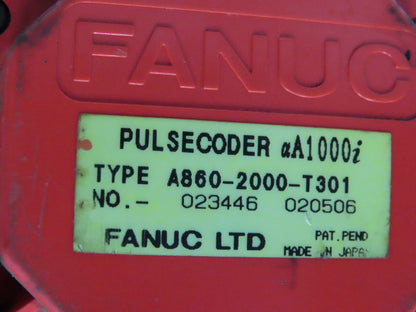 FANUC
PULSECODER αA1000i
TYPE A860-2000-T301
NO.- 023446 020506
FANUC LTD PAT.PEND
MADE IN JAPAN